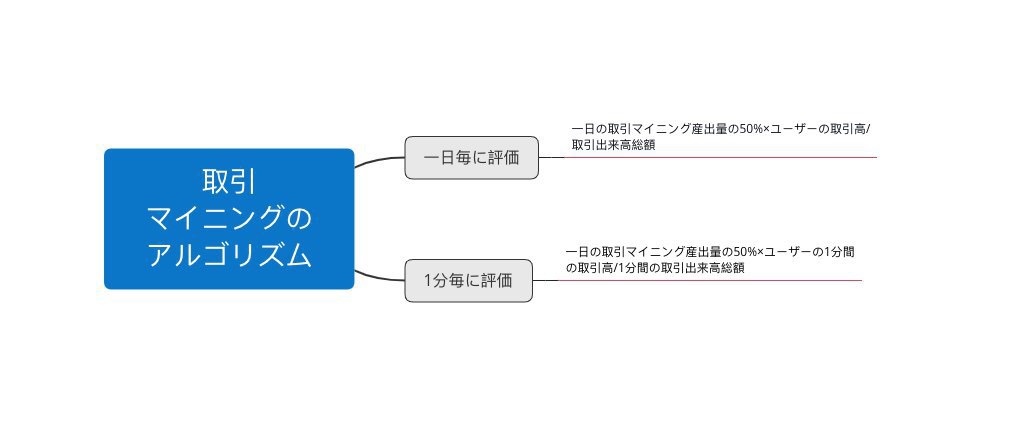 取引
マイニングの
アルゴリズム
一日毎に評価
一日の取引マイニング産出量の50%×ユーザーの取引高/
取引出来高総額
1分毎に評価
一日の取引マイニング産出量の50%×ユーザーの1分間
の取引高/1分間の取引出来高総額